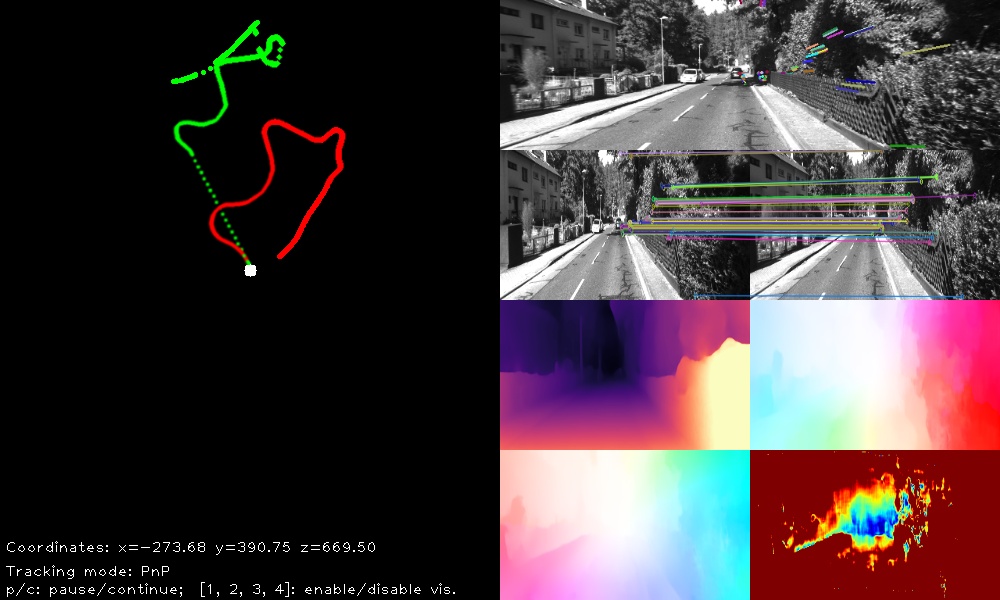 Coordinates: x=-273.68 y=390.75 z=669.50
Tracking mode: PnP
p/c: pause/continue;  [1, 2, 3, 4]: enable/disable vis.